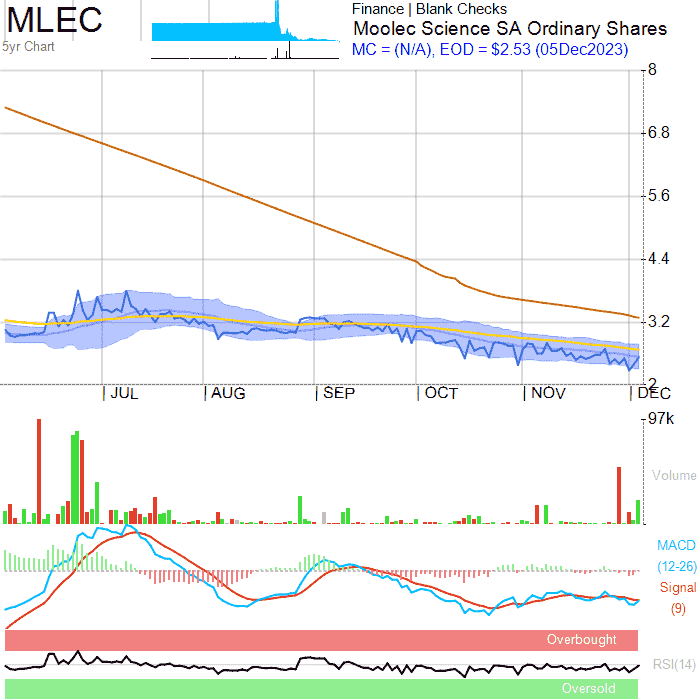 MLEC
5yr Chart
Finance | Blank Checks
Moolec Science SA Ordinary Shares
MC = (N/A), EOD = $2.53 (05Dec2023)
8
6.8
5.6
4.4
3.2
2
JUL AUG SEP OCT NOV DEC
97k
Volume
MACD
(12-26)
Signal
(9)
Overbought
RSI(14)
Oversold